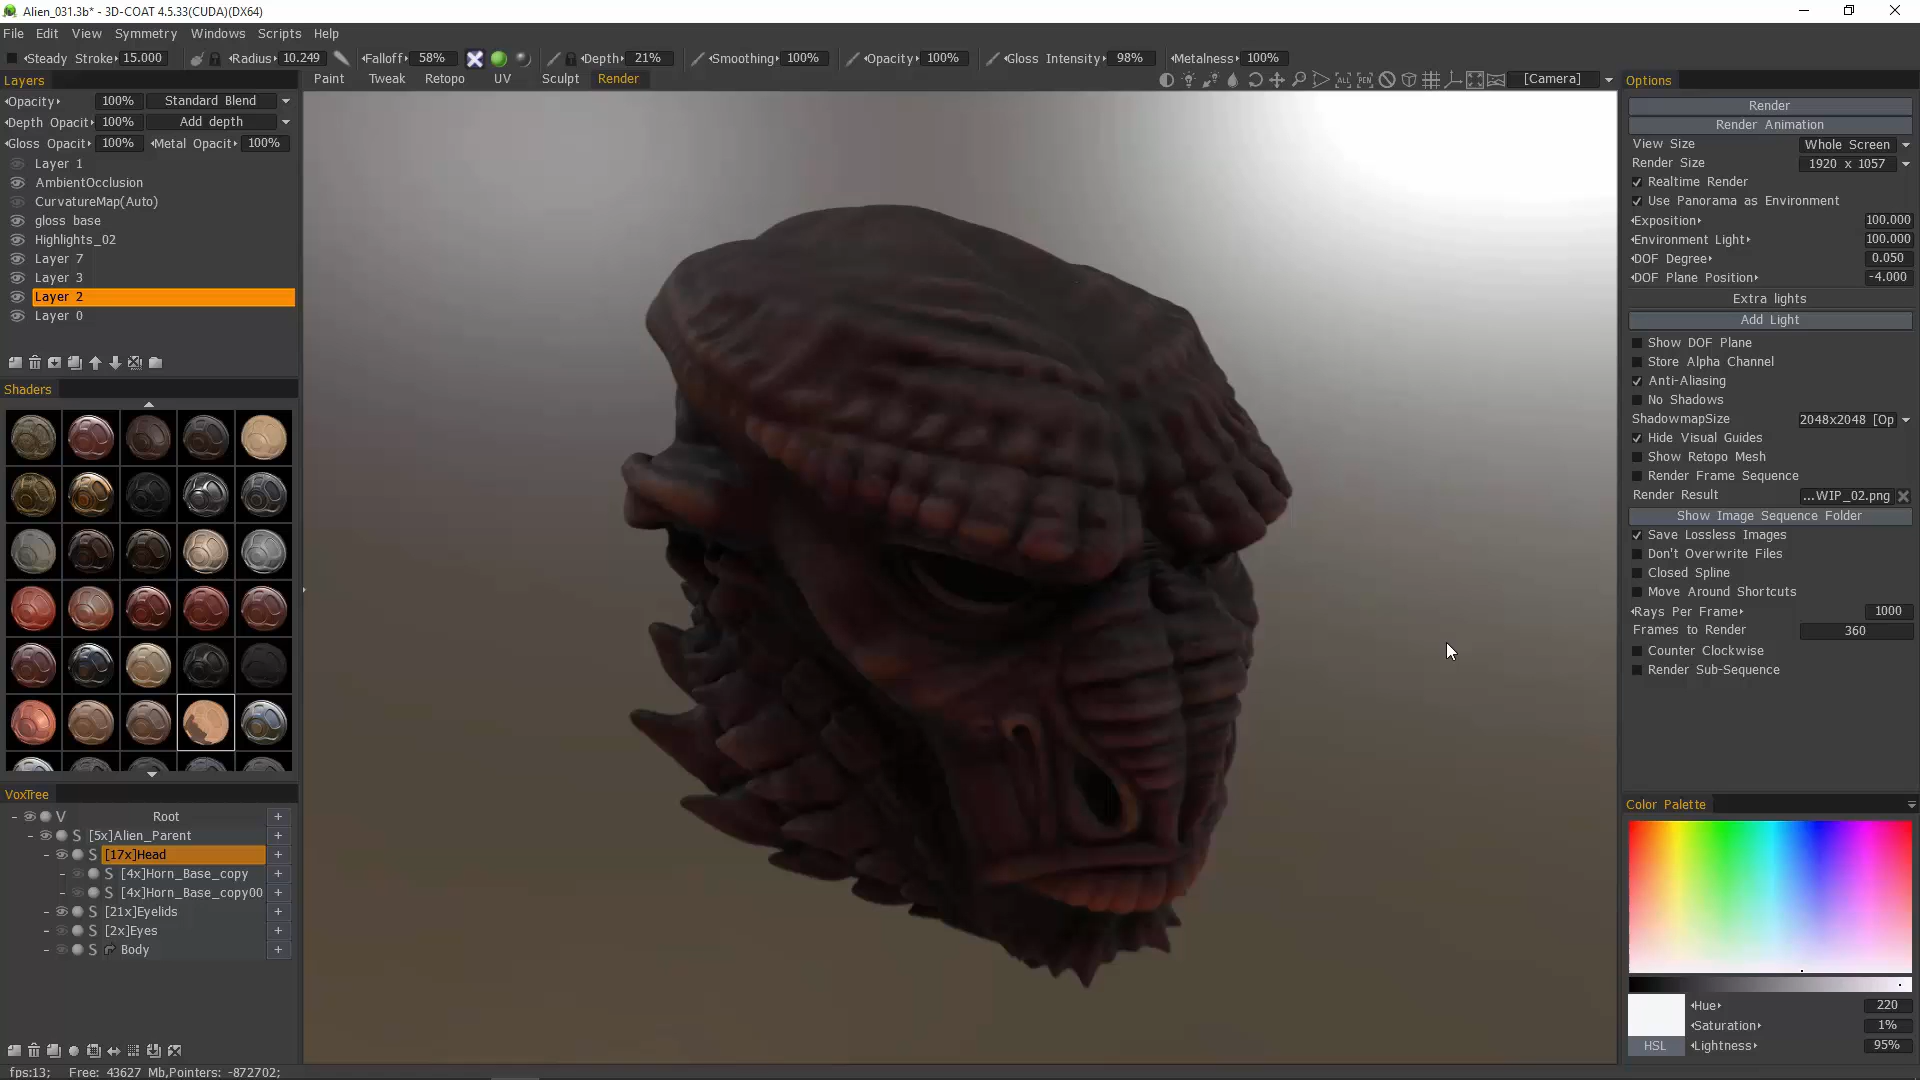 Alien_031.3b* - 3D-COAT 4.5.33(CUDA)(DX64)
File Edit View Symmetry Windows Scripts Help
Steady Stroke 15.000 Radius 10.249 Falloff 58% Depth 21% Smoothing 100% Opacity 100% Gloss Intensity 98% Metalness 100%
Paint Tweak Retopo UV Sculpt Render ALL PEN [Camera]
Layers
Opacity 100% Standard Blend
Depth Opacit 100% Add depth
Gloss Opacit 100% Metal Opacit 100%
Layer 1
AmbientOcclusion
CurvatureMap(Auto)
gloss base
Highlights_02
Layer 7
Layer 3
Layer 2
Layer 0
Shaders
VoxTree
V Root +
S [5x]Alien_Parent +
S [17x]Head +
S [4x]Horn_Base_copy +
S [4x]Horn_Base_copy00 +
S [21x]Eyelids +
S [2x]Eyes +
S Body +
fps:13; Free: 43627 Mb,Pointers: -872702;
Options
Render
Render Animation
View Size Whole Screen
Render Size 1920 x 1057
Realtime Render
Use Panorama as Environment
Exposition 100.000
Environment Light 100.000
DOF Degree 0.050
DOF Plane Position -4.000
Extra lights
Add Light
Show DOF Plane
Store Alpha Channel
Anti-Aliasing
No Shadows
ShadowmapSize 2048x2048 [Op
Hide Visual Guides
Show Retopo Mesh
Render Frame Sequence
Render Result ...WIP_02.png
Show Image Sequence Folder
Save Lossless Images
Don't Overwrite Files
Closed Spline
Move Around Shortcuts
Rays Per Frame 1000
Frames to Render 360
Counter Clockwise
Render Sub-Sequence
Color Palette
Hue 220
Saturation 1%
HSL Lightness 95%